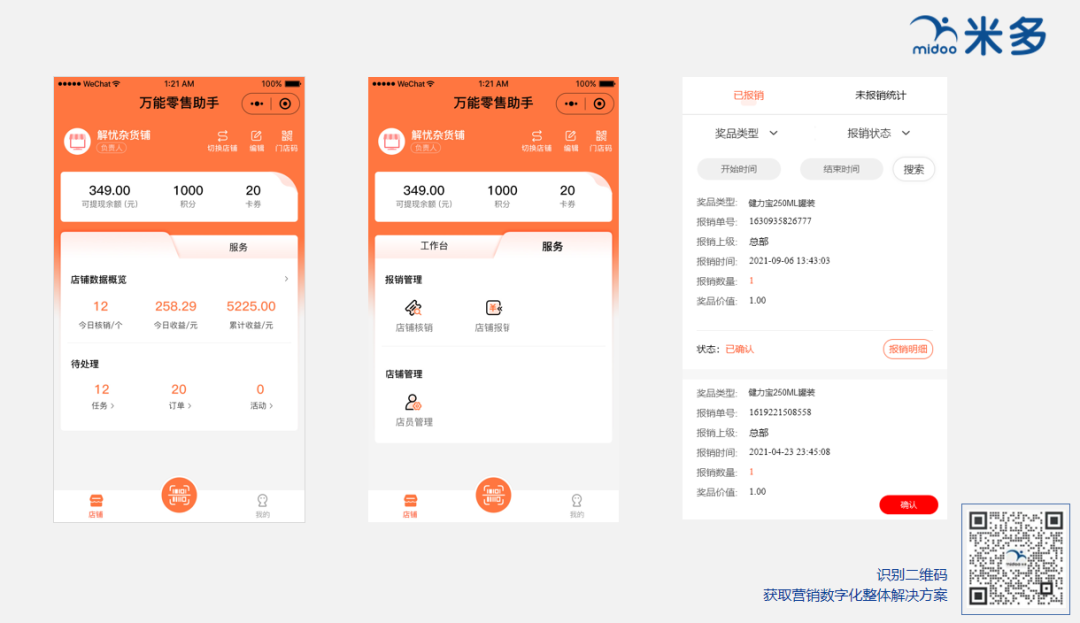 midoo 米多
WeChat 1:21 AM 100%
万能零售助手
解忧杂货铺
负责人
切换店铺 编辑 门店码
349.00 1000 20
可提现余额 (元) 积分 卡券
服务
店铺数据概览
12 258.29 5225.00
今日核销/个 今日收益/元 累计收益/元
待处理
12 20 0
任务 订单 活动
店铺 我的
WeChat 1:21 AM 100%
万能零售助手
解忧杂货铺
负责人
切换店铺 编辑 门店码
349.00 1000 20
可提现余额 (元) 积分 卡券
工作台 服务
报销管理
店铺核销 店铺报销
店铺管理
店员管理
店铺 我的
已报销 未报销统计
奖品类型 报销状态
开始时间 结束时间 搜索
奖品类型: 健力宝250ML罐装
报销单号: 1630935826777
报销上级: 总部
报销时间: 2021-09-06 13:43:03
报销数量: 1
奖品价值: 1.00
状态: 已确认 报销明细
奖品类型: 健力宝250ML罐装
报销单号: 1619221508558
报销上级: 总部
报销时间: 2021-04-23 23:45:08
报销数量: 1
奖品价值: 1.00
确认
识别二维码
获取营销数字化整体解决方案